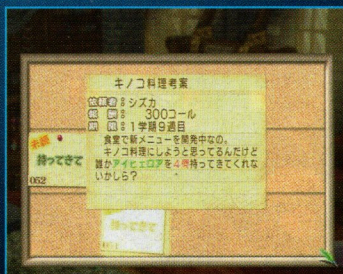 キノコ料理考案
依頼者:シズカ
報酬: 300コール
期限:1学期9週目
食堂で新メニューを開発中なの。
キノコ料理にしようと思ってるんだけど
誰かアイヒェロアを4個持ってきてくれな
いかしら?
未読
持ってきて
052
持ってきて
051